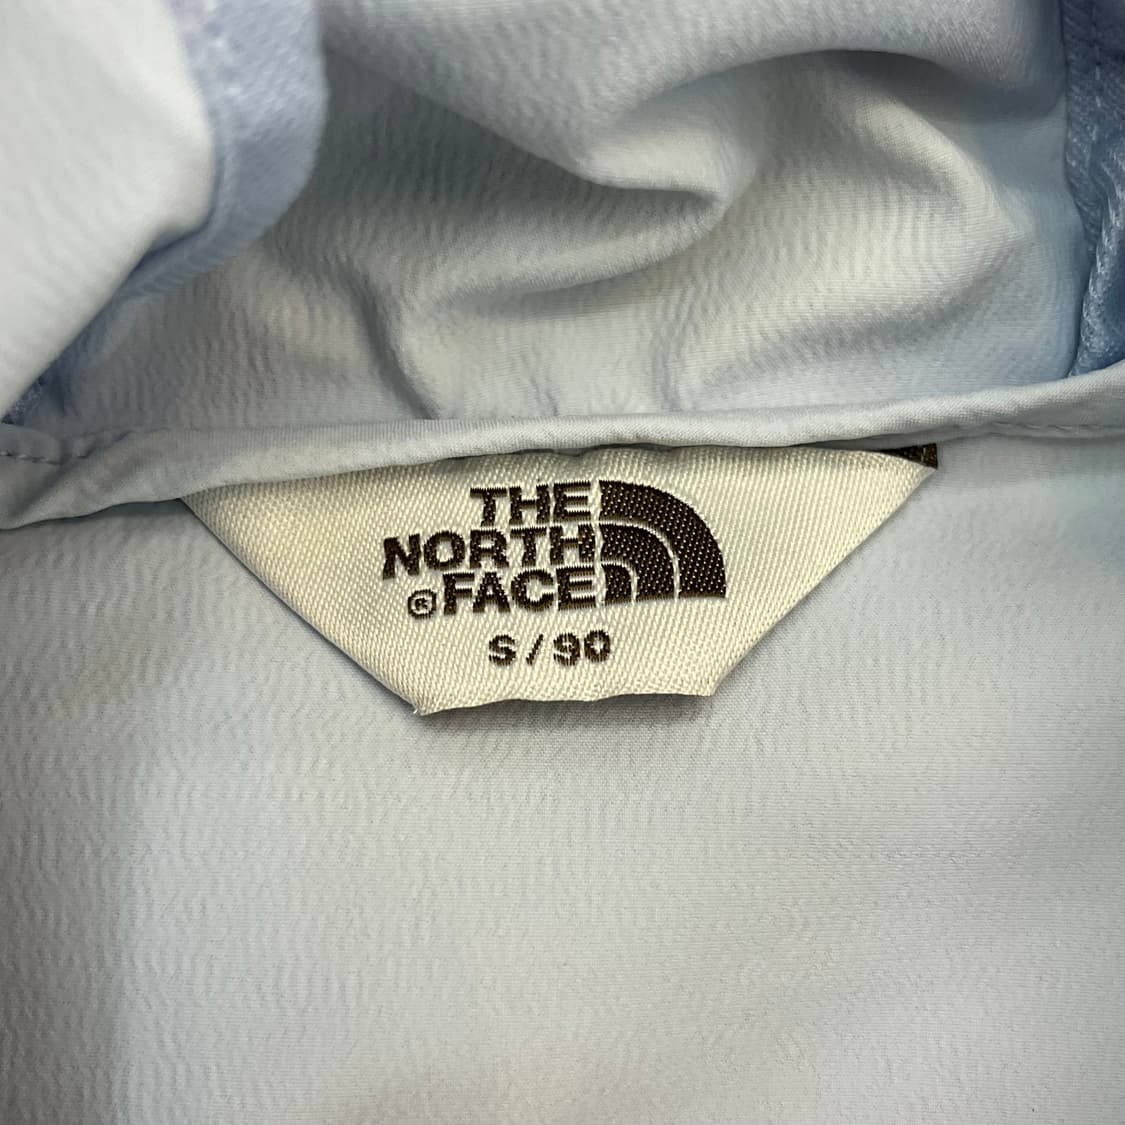 THE
NORTH
® FACE
S/90